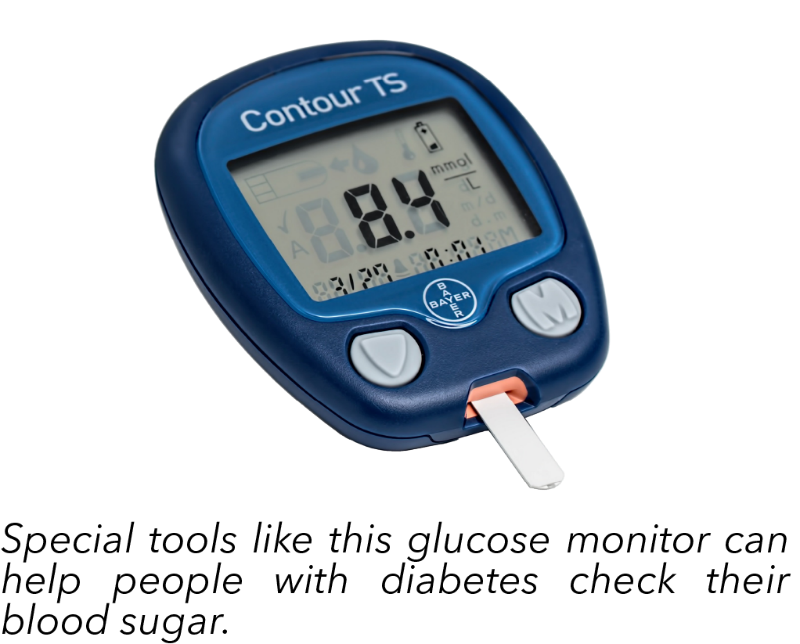 Contour TS
mmol
L
8.4
A
m/d
d.m
BAYER
BAYER
M
Special tools like this glucose monitor can
help people with diabetes check their
blood sugar.